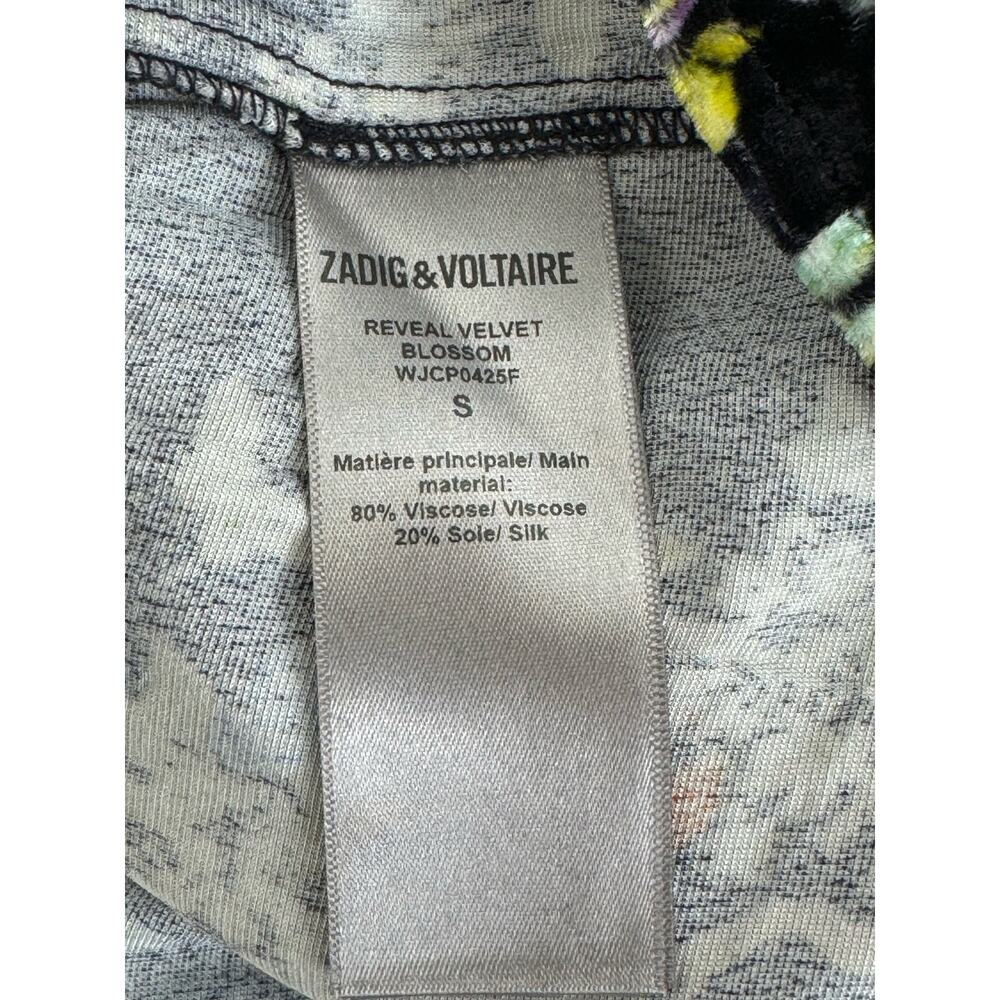 ZADIG&VOLTAIRE
REVEAL VELVET
BLOSSOM
WJCP0425F
S
Matière principale/ Main
material:
80% Viscose/ Viscose
20% Soie/ Silk